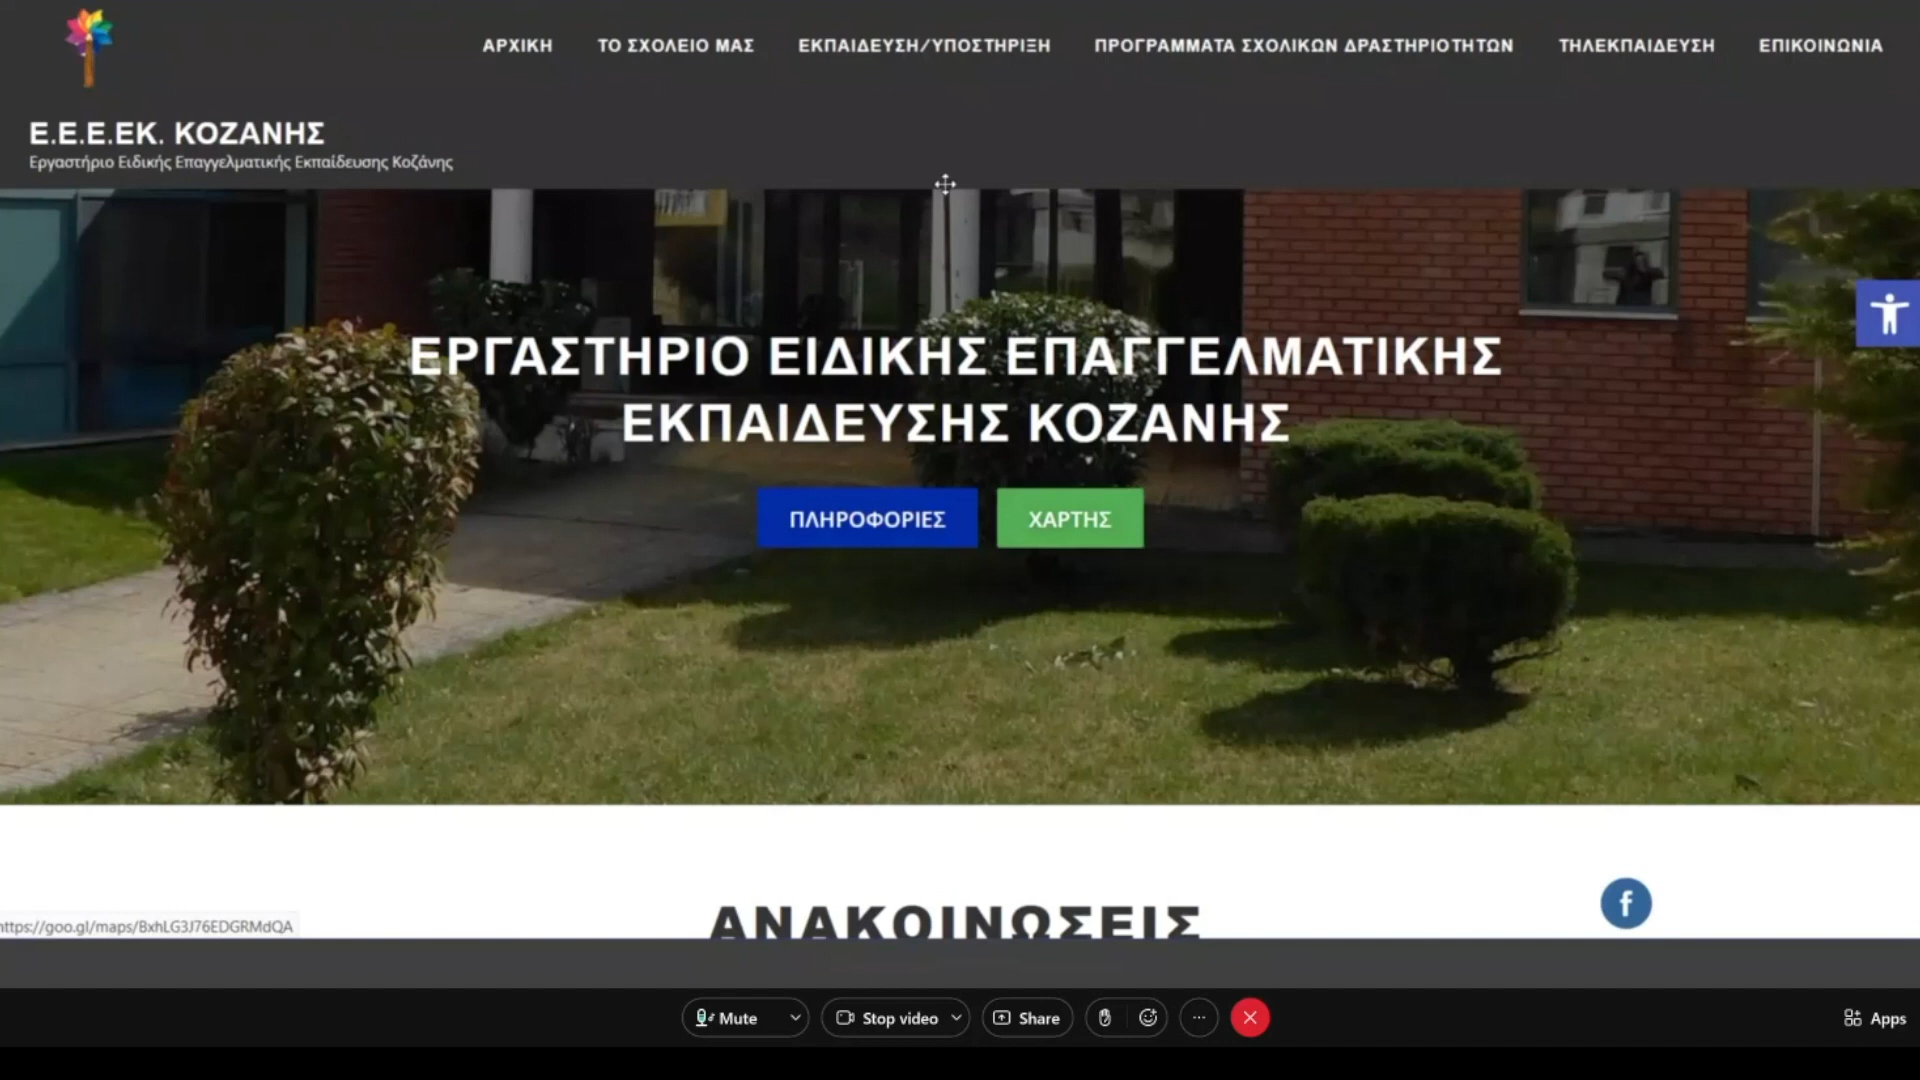 ΑΡΧΙΚΗ ΤΟ ΣΧΟΛΕΙΟ ΜΑΣ ΕΚΠΑΙΔΕΥΣΗ/ΥΠΟΣΤΗΡΙΞΗ ΠΡΟΓΡΑΜΜΑΤΑ ΣΧΟΛΙΚΩΝ ΔΡΑΣΤΗΡΙΟΤΗΤΩΝ ΤΗΛΕΚΠΑΙΔΕΥΣΗ ΕΠΙΚΟΙΝΩΝΙΑ
Ε.Ε.Ε.ΕΚ. ΚΟΖΑΝΗΣ
Εργαστήριο Ειδικής Επαγγελματικής Εκπαίδευσης Κοζάνης
ΕΡΓΑΣΤΗΡΙΟ ΕΙΔΙΚΗΣ ΕΠΑΓΓΕΛΜΑΤΙΚΗΣ
ΕΚΠΑΙΔΕΥΣΗΣ ΚΟΖΑΝΗΣ
ΠΛΗΡΟΦΟΡΙΕΣ ΧΑΡΤΗΣ
ΑΝΑΚΟΙΝΩΣΕΙΣ
f
https://goo.gl/maps/BxhLG3J76EDGRMdQA
Mute Stop video Share Apps